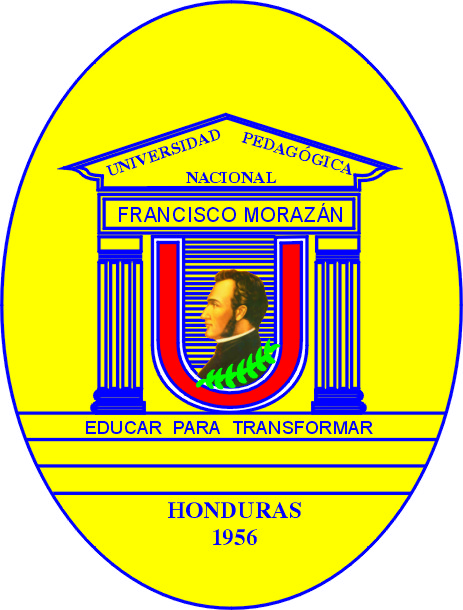 UNIVERSIDAD PEDAGÓGICA
NACIONAL
FRANCISCO MORAZÁN
EDUCAR PARA TRANSFORMAR
HONDURAS
1956